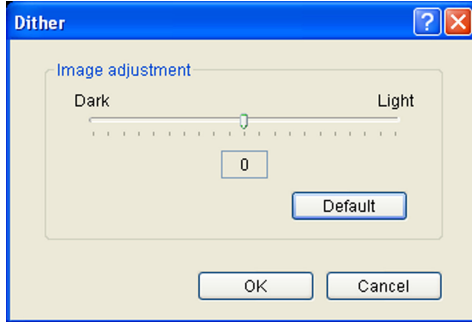 Dither
Image adjustment
Dark Light
0
Default
OK Cancel